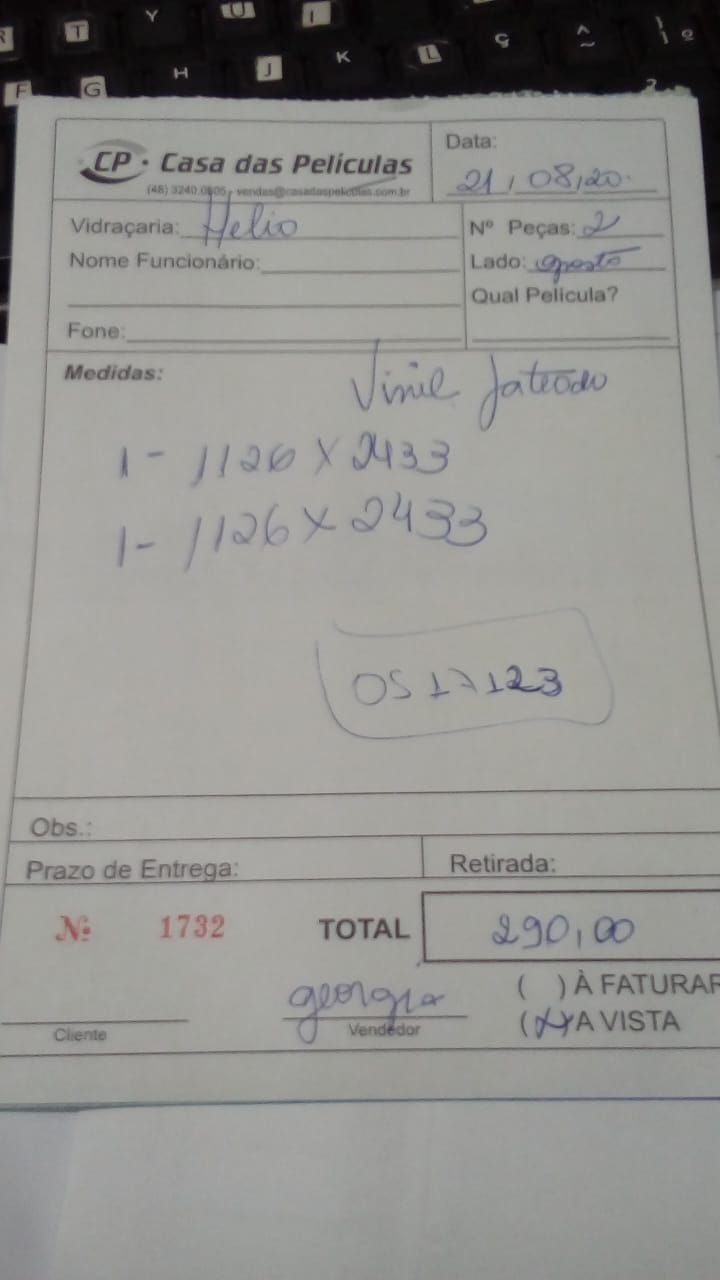 R T Y U I
F G H J K L Ç ^ ~ \ | º
CP · Casa das Películas
(48) 3240.0805 - vendas@casadaspeliculas.com.br
Data:
21, 08, 20.
Vidraçaria: Helio
Nº Peças: 2
Nome Funcionário:
Lado: oposto
Qual Película?
Fone:
Medidas:
Vinil Jateado
1 - 1126 X 2433
1 - 1126 X 2433
OS 17123
Obs.:
Prazo de Entrega:
Retirada:
Nº 1732 TOTAL 290,00
georgia
( ) À FATURAR
Cliente
Vendedor
(X) A VISTA